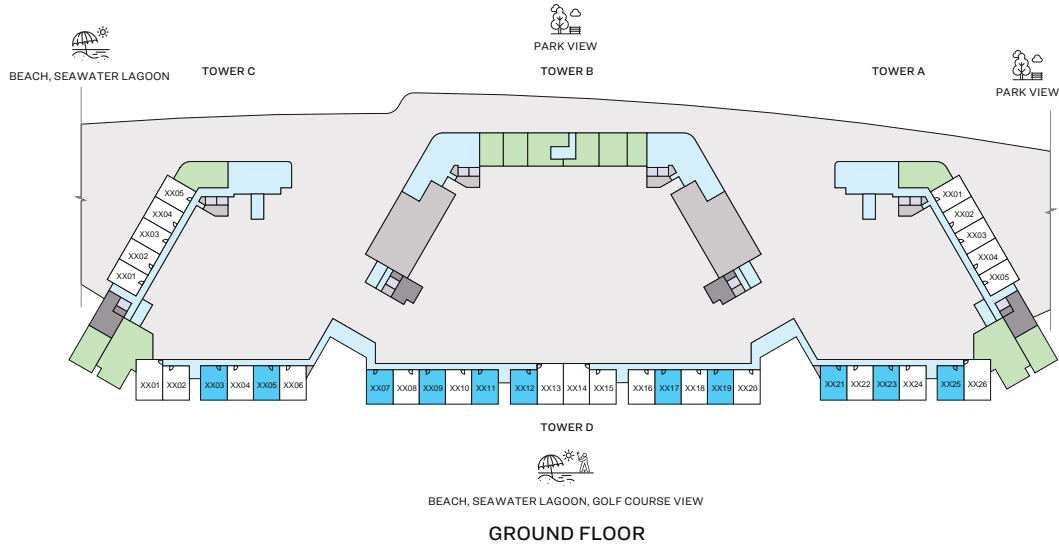 PARK VIEW
BEACH, SEAWATER LAGOON
TOWER C
TOWER B
TOWER A
PARK VIEW
XX05
XX04
XX03
XX02
XX01
XX01
XX02
XX03
XX04
XX05
XX01
XX02
XX03
XX04
XX05
XX06
XX07
XX08
XX09
XX10
XX11
XX12
XX13
XX14
XX15
XX16
XX17
XX18
XX19
XX20
XX21
XX22
XX23
XX24
XX25
XX26
TOWER D
BEACH, SEAWATER LAGOON, GOLF COURSE VIEW
GROUND FLOOR